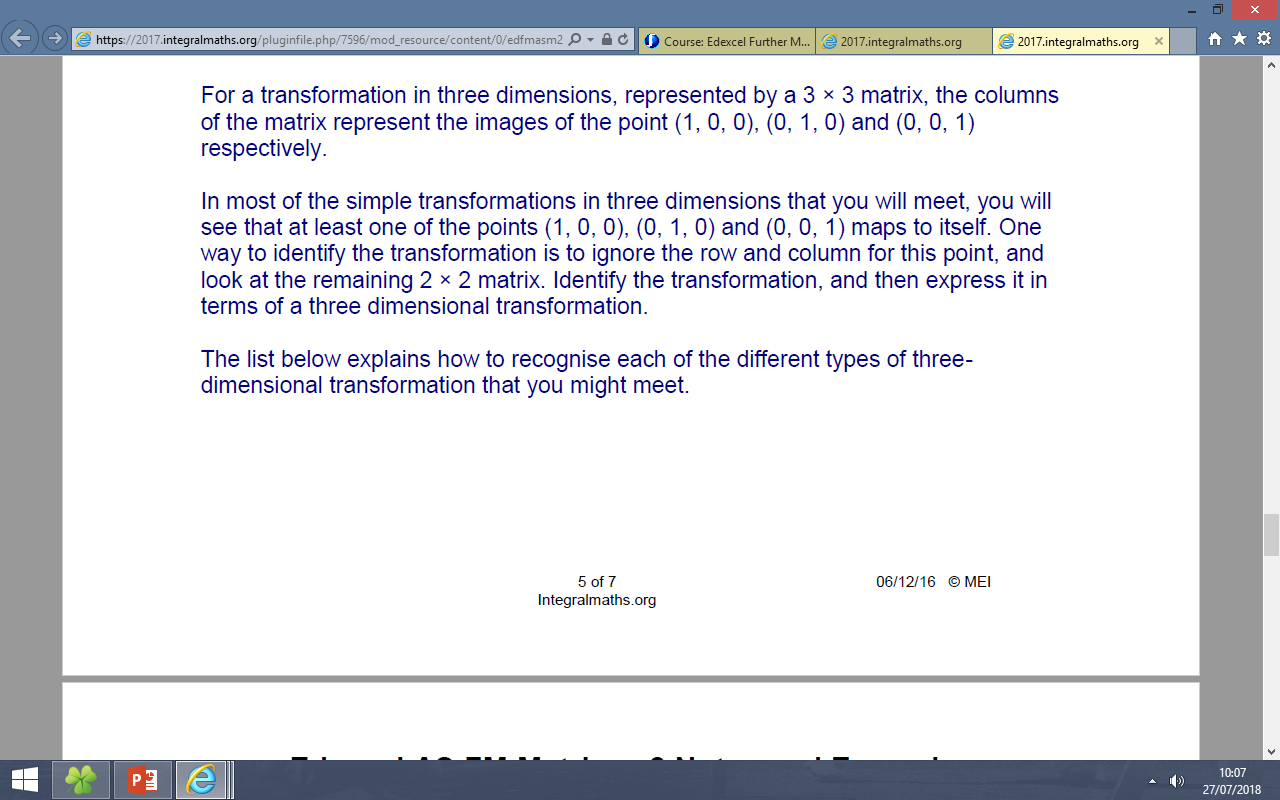 https://2017.integralmaths.org/pluginfile.php/7596/mod_resource/content/0/edfmasm2
Course: Edexcel Further M...
2017.integralmaths.org
2017.integralmaths.org
For a transformation in three dimensions, represented by a 3 × 3 matrix, the columns
of the matrix represent the images of the point (1, 0, 0), (0, 1, 0) and (0, 0, 1)
respectively.
In most of the simple transformations in three dimensions that you will meet, you will
see that at least one of the points (1, 0, 0), (0, 1, 0) and (0, 0, 1) maps to itself. One
way to identify the transformation is to ignore the row and column for this point, and
look at the remaining 2 × 2 matrix. Identify the transformation, and then express it in
terms of a three dimensional transformation.
The list below explains how to recognise each of the different types of three-
dimensional transformation that you might meet.
5 of 7
06/12/16 © MEI
Integralmaths.org
10:07
27/07/2018